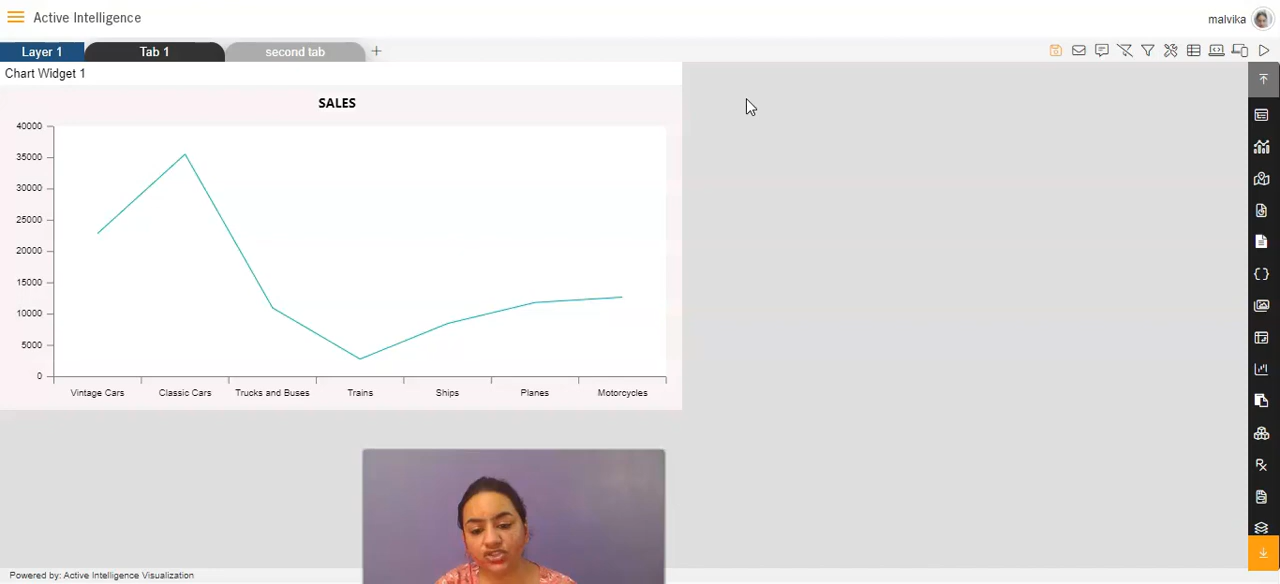 Active Intelligence
malvika
Layer 1
Tab 1
second tab
+
Chart Widget 1
SALES
40000
35000
30000
25000
20000
15000
10000
5000
0
Vintage Cars
Classic Cars
Trucks and Buses
Trains
Ships
Planes
Motorcycles
Powered by: Active Intelligence Visualization